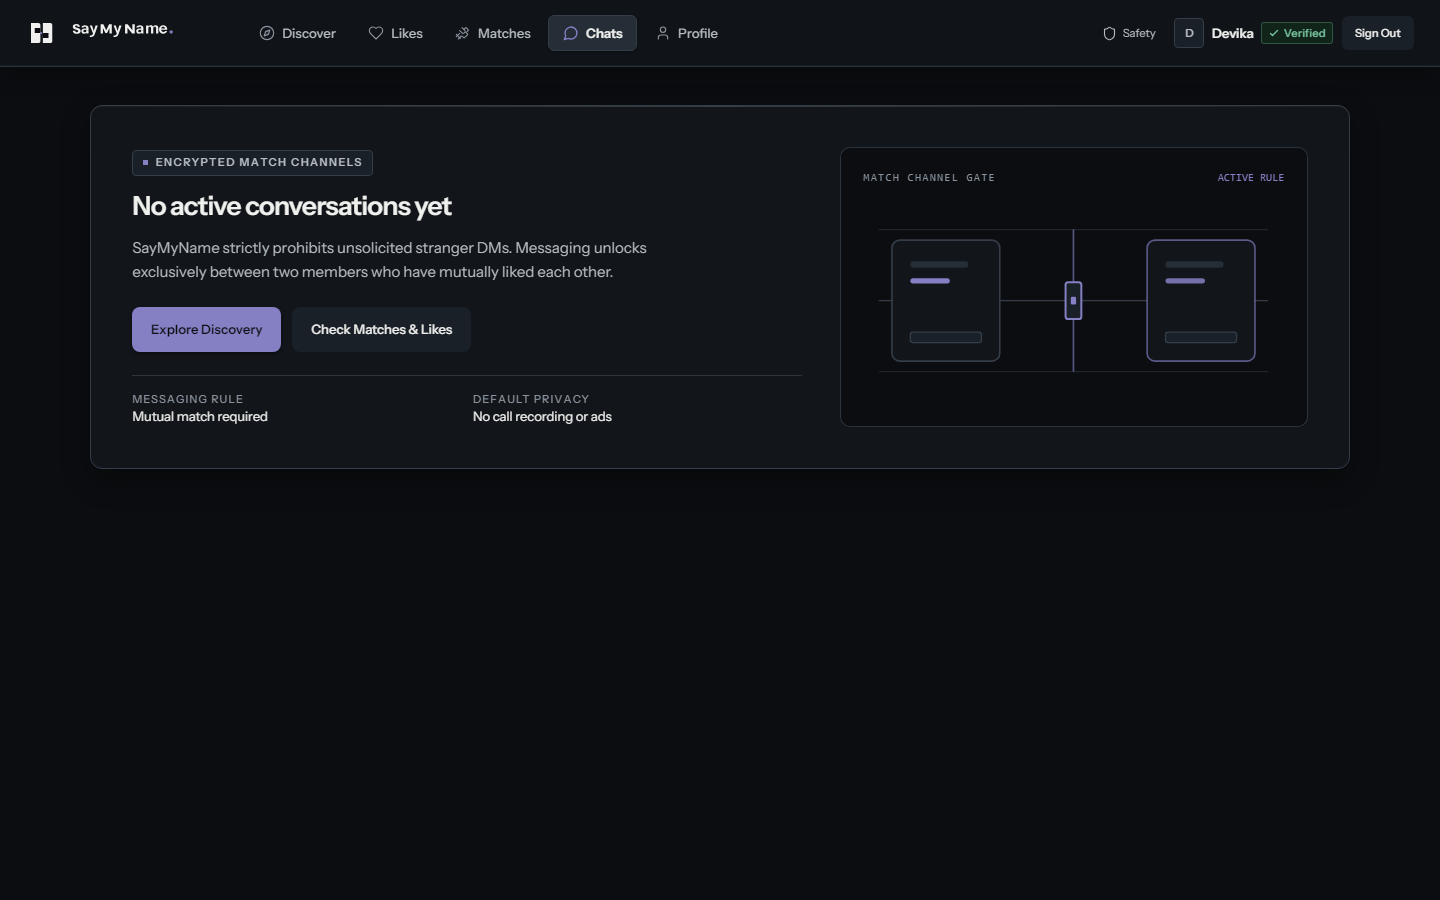 Say My Name.
Discover
Likes
Matches
Chats
Profile
Safety
D
Devika
Verified
Sign Out
ENCRYPTED MATCH CHANNELS
No active conversations yet
SayMyName strictly prohibits unsolicited stranger DMs. Messaging unlocks
exclusively between two members who have mutually liked each other.
Explore Discovery
Check Matches & Likes
MESSAGING RULE
Mutual match required
DEFAULT PRIVACY
No call recording or ads
MATCH CHANNEL GATE
ACTIVE RULE